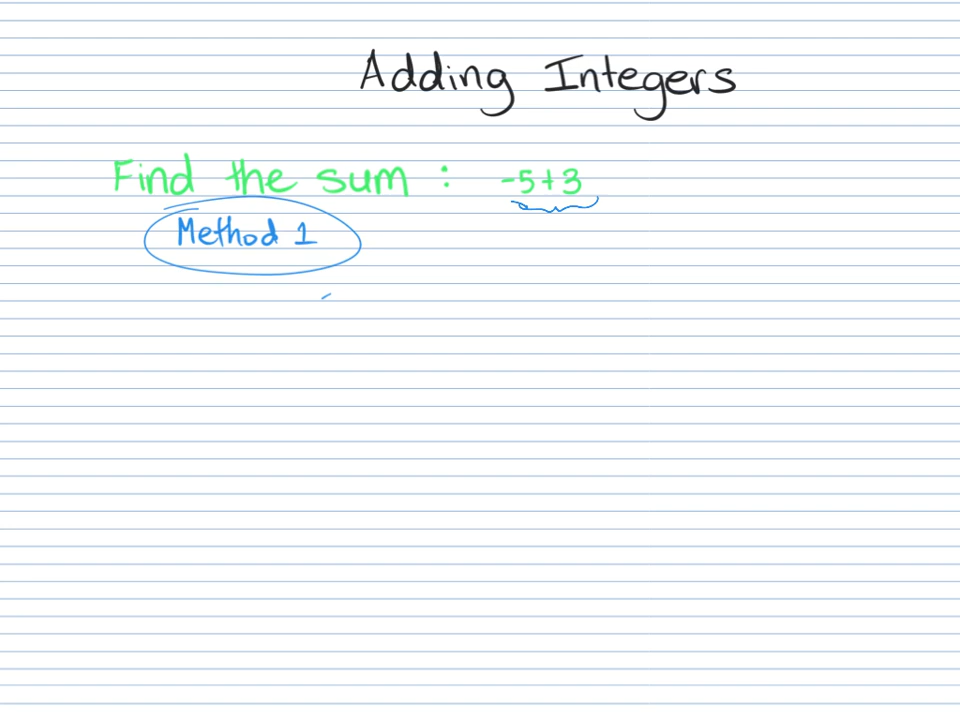 Adding Integers
Find the sum : -5+3
Method 1